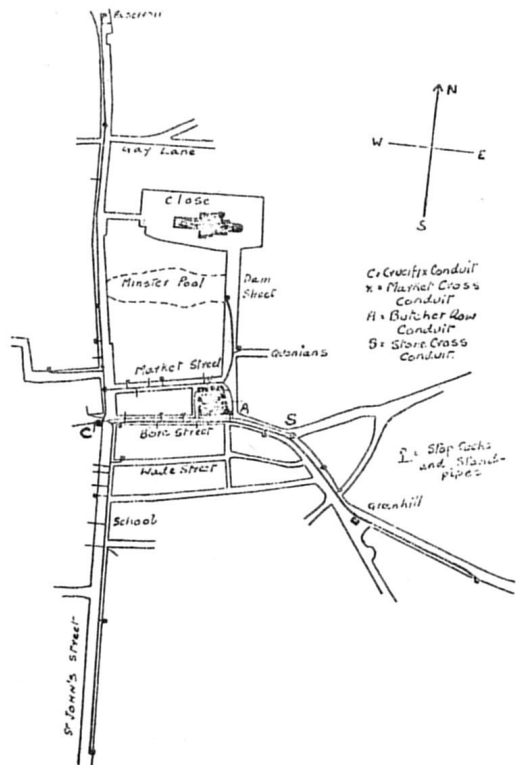 Reservoir
N
W
E
S
Gay Lane
Close
Minster Pool
Dam
Street
C = Crucifix Conduit
x = Market Cross
Conduit
A = Butcher Row
Conduit
S = Stone Cross
Conduit.
Quonians
Market Street
A
S
C
Bore Street
= Stop Cocks
and Stand-
pipes
Wade Street
Greenhill
School
St JOHN'S STREET